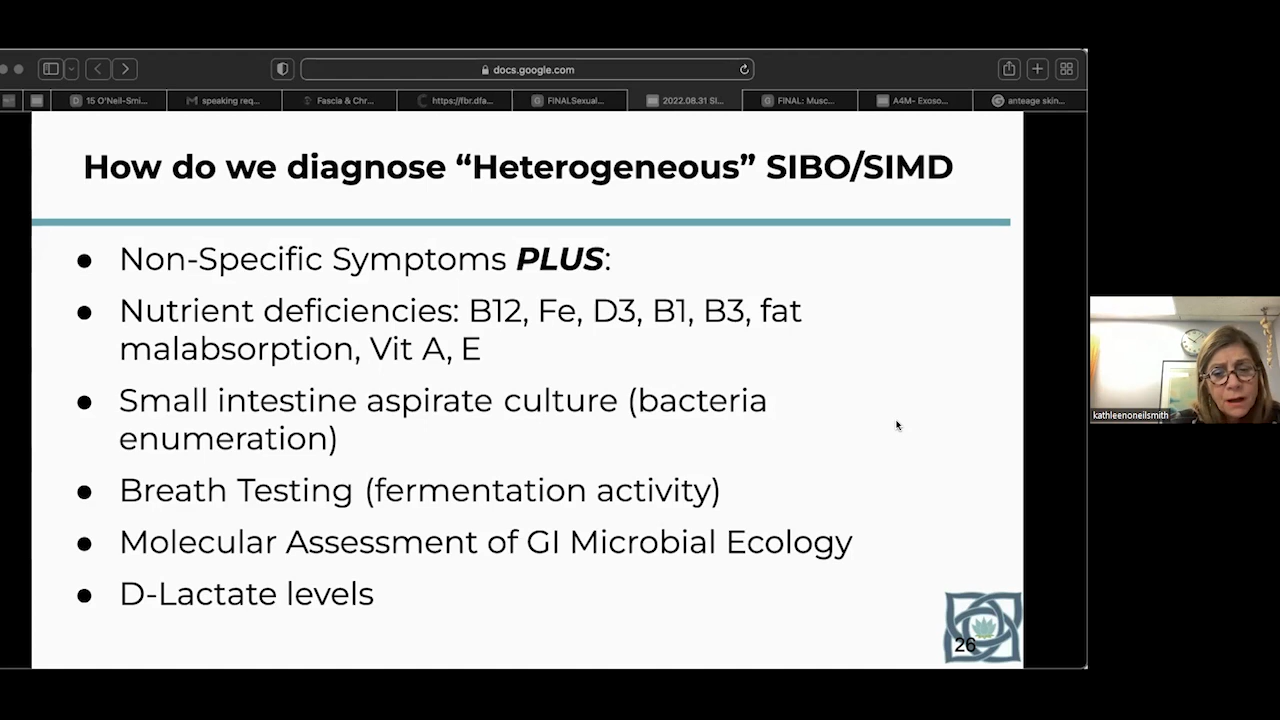 docs.google.com
15 O'Neil-Smi...
speaking req...
Fascia & Chr...
https://fbr.dfa...
FINALSexual...
2022.08.31 SI...
FINAL: Musc...
A4M- Exoso...
anteage skin...
How do we diagnose “Heterogeneous” SIBO/SIMD
● Non-Specific Symptoms PLUS:
● Nutrient deficiencies: B12, Fe, D3, B1, B3, fat
malabsorption, Vit A, E
● Small intestine aspirate culture (bacteria
enumeration)
● Breath Testing (fermentation activity)
● Molecular Assessment of GI Microbial Ecology
● D-Lactate levels
26
kathleenoneilsmith